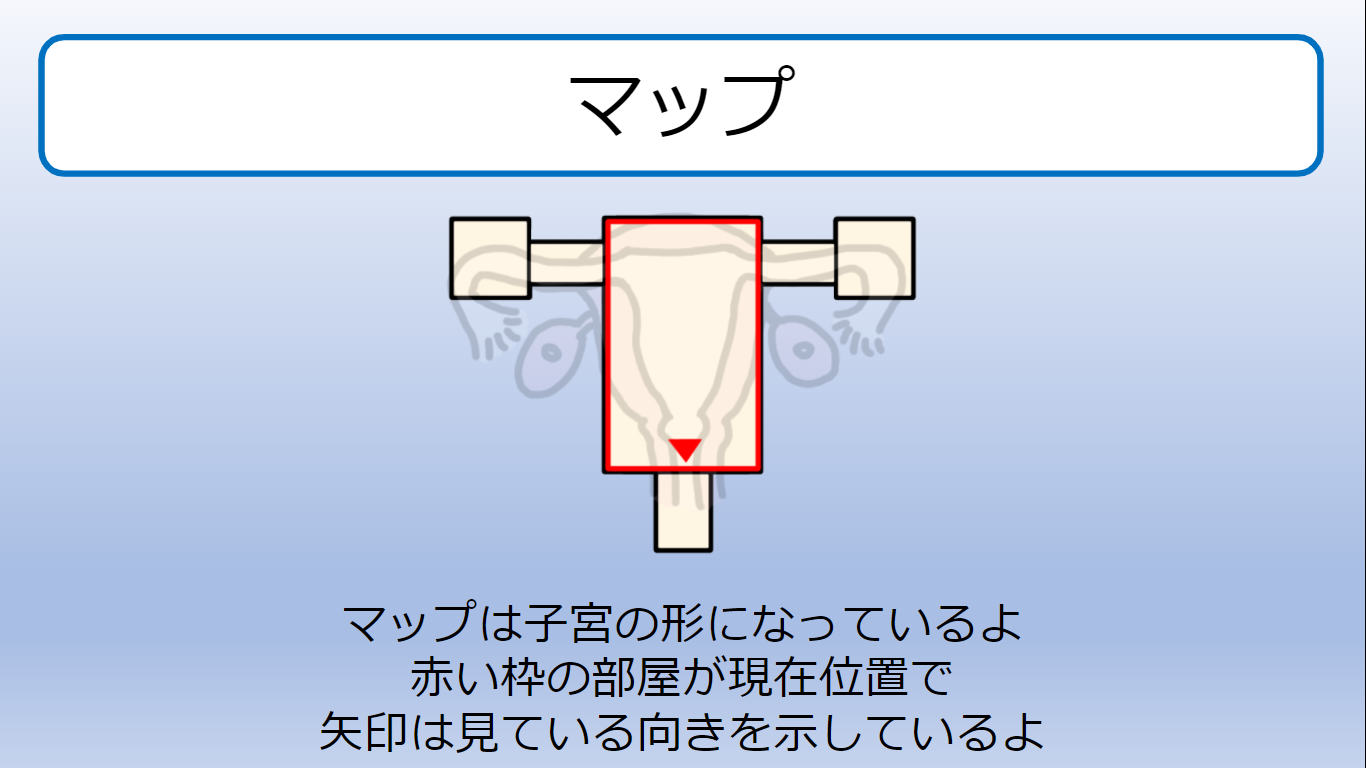 マップ
マップは子宮の形になっているよ
赤い枠の部屋が現在位置で
矢印は見ている向きを示しているよ